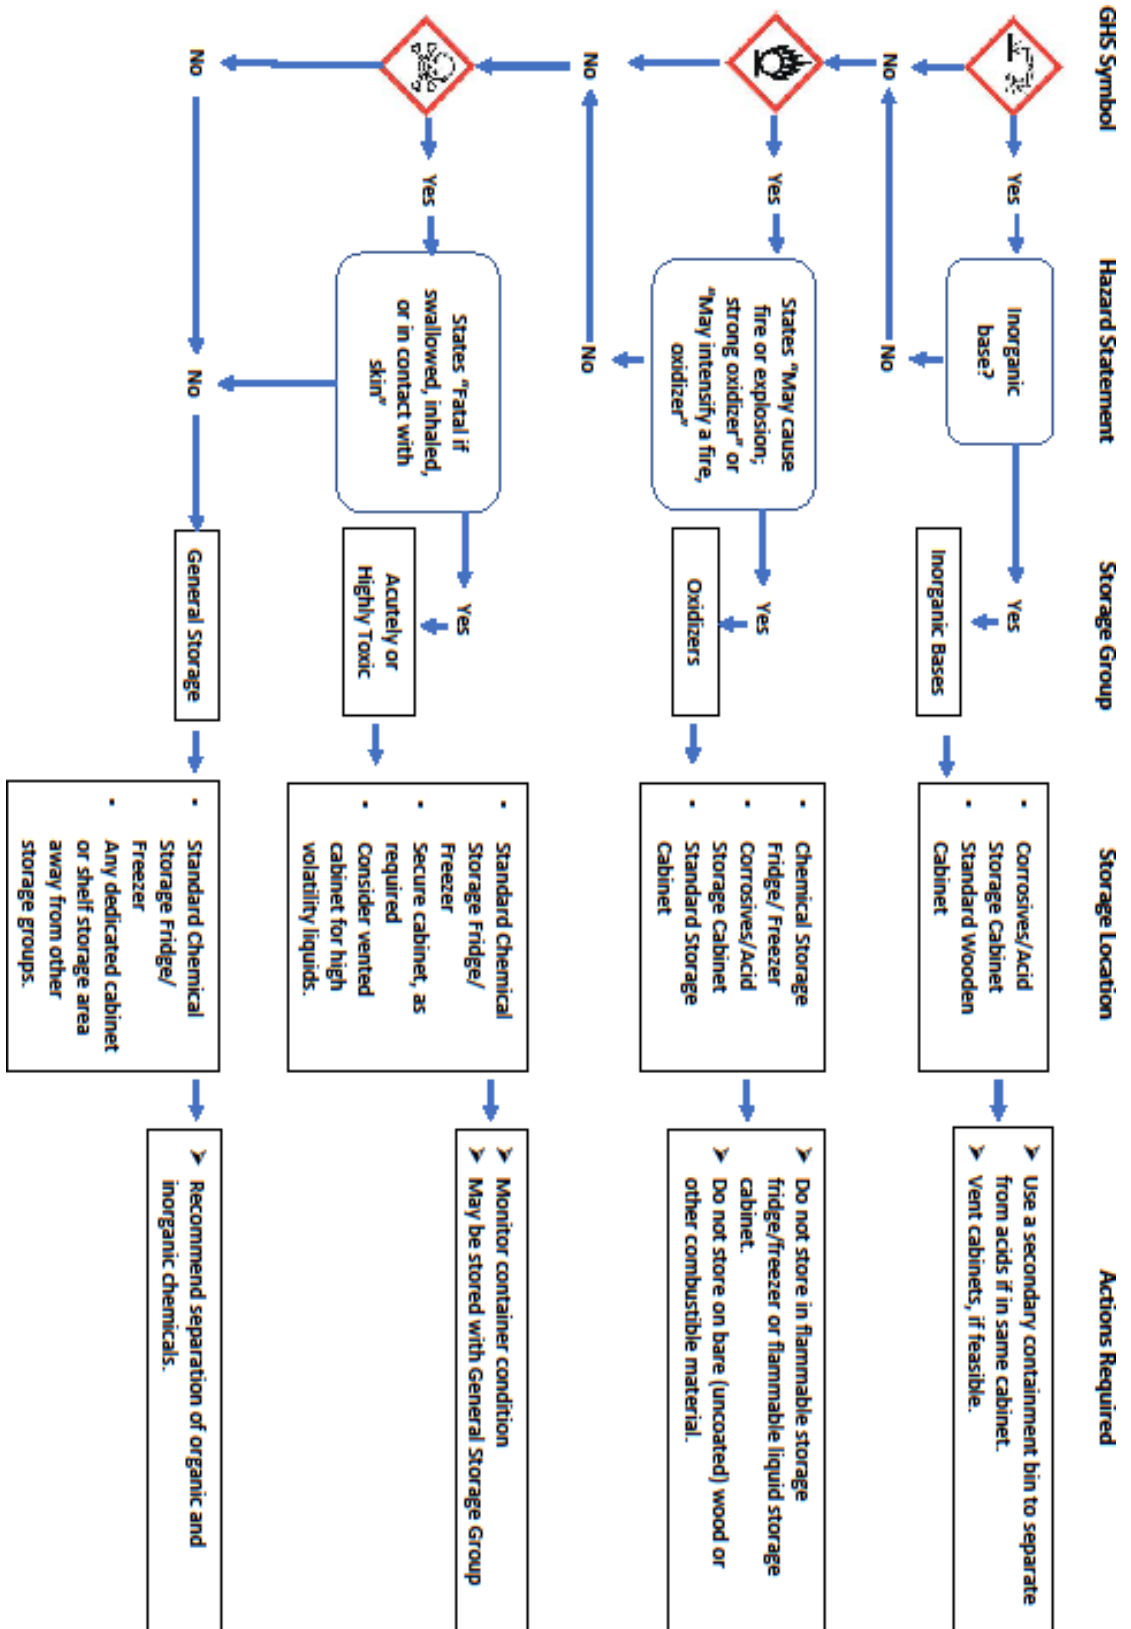 GHS Symbol
Hazard Statement
Storage Group
Storage Location
Actions Required
Yes
Inorganic
base?
Yes
Inorganic Bases
▪ Corrosives/Acid
Storage Cabinet
▪ Standard Wooden
Cabinet
➢ Use a secondary containment bin to separate
from acids if in same cabinet.
➢ Vent cabinets, if feasible.
No
No
Yes
States “May cause
fire or explosion;
strong oxidizer” or
“May intensify a fire,
oxidizer”
Yes
Oxidizers
▪ Chemical Storage
Fridge/ Freezer
▪ Corrosives/Acid
Storage Cabinet
▪ Standard Storage
Cabinet
➢ Do not store in flammable storage
fridge/freezer or flammable liquid storage
cabinet.
➢ Do not store on bare (uncoated) wood or
other combustible material.
No
No
Yes
States “Fatal if
swallowed, inhaled,
or in contact with
skin”
Yes
Acutely or
Highly Toxic
▪ Standard Chemical
Storage Fridge/
Freezer
▪ Secure cabinet, as
required
▪ Consider vented
cabinet for high
volatility liquids.
➢ Monitor container condition
➢ May be stored with General Storage Group
No
No
General Storage
▪ Standard Chemical
Storage Fridge/
Freezer
▪ Any dedicated cabinet
or shelf storage area
away from other
storage groups.
➢ Recommend separation of organic and
inorganic chemicals.